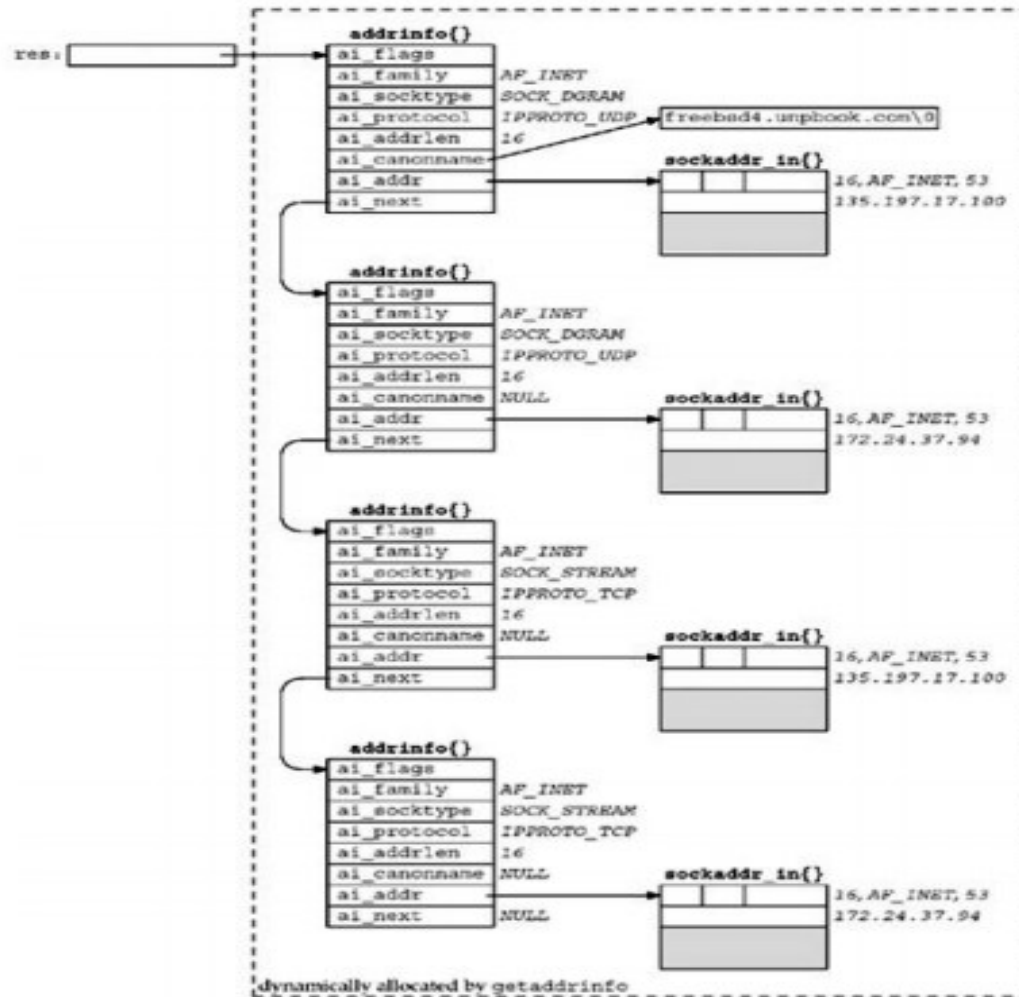 addrinfo{}
res:
ai_flags
ai_family AF_INET
ai_socktype SOCK_DGRAM
ai_protocol IPPROTO_UDP
freebsd4.unpbook.com\0
ai_addrlen 16
ai_canonname
sockaddr_in{}
ai_addr
16, AF_INET, 53
ai_next
135.197.17.100
addrinfo{}
ai_flags
ai_family AF_INET
ai_socktype SOCK_DGRAM
ai_protocol IPPROTO_UDP
ai_addrlen 16
ai_canonname NULL
sockaddr_in{}
ai_addr
16, AF_INET, 53
ai_next
172.24.37.94
addrinfo{}
ai_flags
ai_family AF_INET
ai_socktype SOCK_STREAM
ai_protocol IPPROTO_TCP
ai_addrlen 16
ai_canonname NULL
sockaddr_in{}
ai_addr
16, AF_INET, 53
ai_next
135.197.17.100
addrinfo{}
ai_flags
ai_family AF_INET
ai_socktype SOCK_STREAM
ai_protocol IPPROTO_TCP
ai_addrlen 16
ai_canonname NULL
sockaddr_in{}
ai_addr
16, AF_INET, 53
ai_next NULL
172.24.37.94
dynamically allocated by getaddrinfo